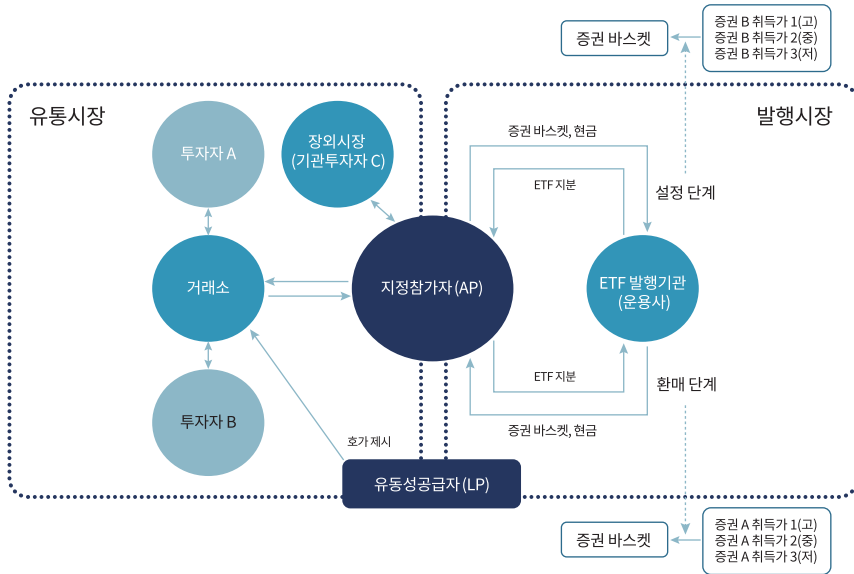 증권 바스켓
증권 B 취득가 1(고)
증권 B 취득가 2(중)
증권 B 취득가 3(저)
유통시장
발행시장
투자자 A
장외시장
(기관투자자 C)
증권 바스켓, 현금
ETF 지분
설정 단계
거래소
지정참가자(AP)
ETF 발행기관
(운용사)
ETF 지분
환매 단계
증권 바스켓, 현금
투자자 B
호가 제시
유동성공급자(LP)
증권 바스켓
증권 A 취득가 1(고)
증권 A 취득가 2(중)
증권 A 취득가 3(저)